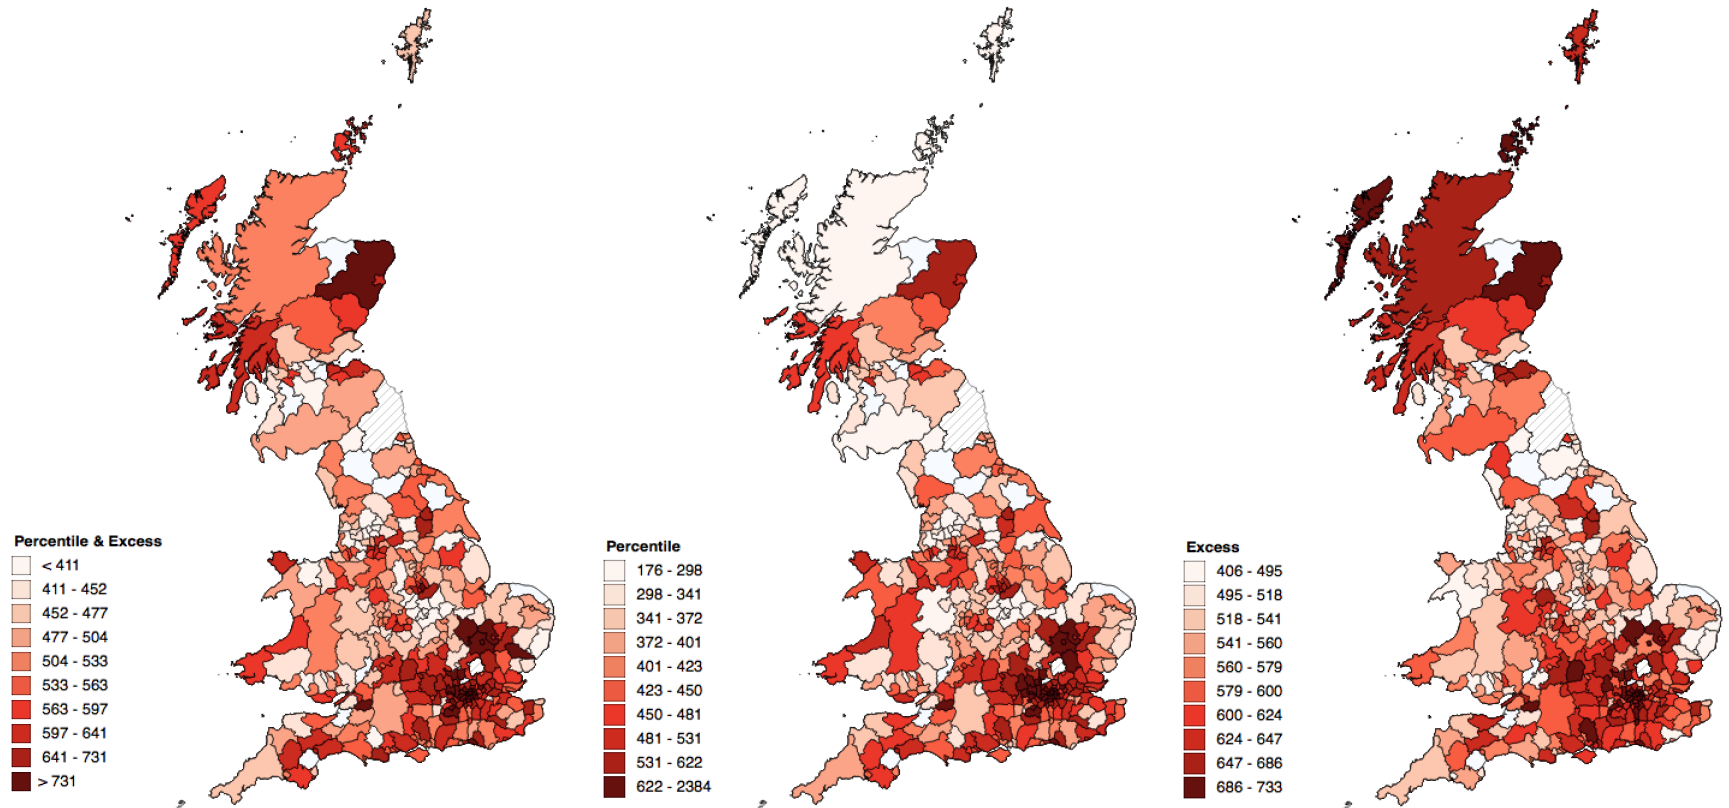 Percentile & Excess
< 411
411 - 452
452 - 477
477 - 504
504 - 533
533 - 563
563 - 597
597 - 641
641 - 731
> 731
Percentile
176 - 298
298 - 341
341 - 372
372 - 401
401 - 423
423 - 450
450 - 481
481 - 531
531 - 622
622 - 2384
Excess
406 - 495
495 - 518
518 - 541
541 - 560
560 - 579
579 - 600
600 - 624
624 - 647
647 - 686
686 - 733